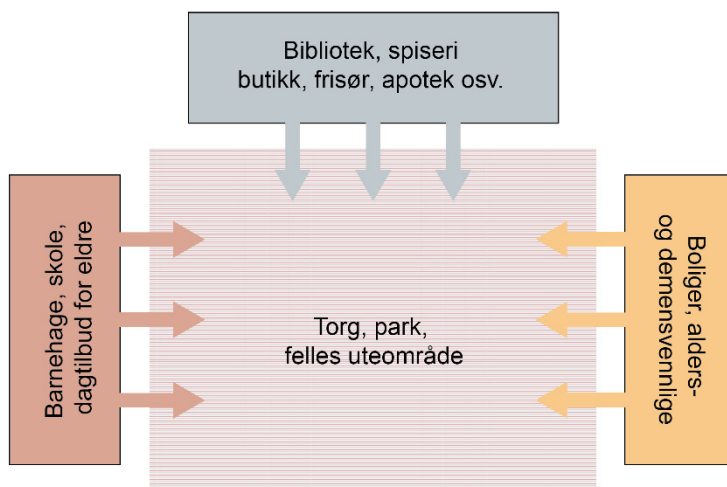 Bibliotek, spiseri
butikk, frisør, apotek osv.
Barnehage, skole,
dagtilbud for eldre
Torg, park,
felles uteområde
Boliger, alders-
og demensvennlige